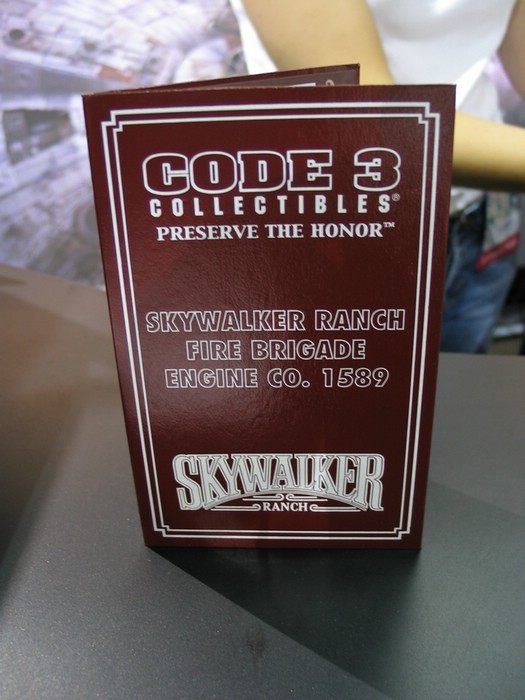 CODE 3
COLLECTIBLES®
PRESERVE THE HONOR™
SKYWALKER RANCH
FIRE BRIGADE
ENGINE CO. 1589
SKYWALKER
RANCH